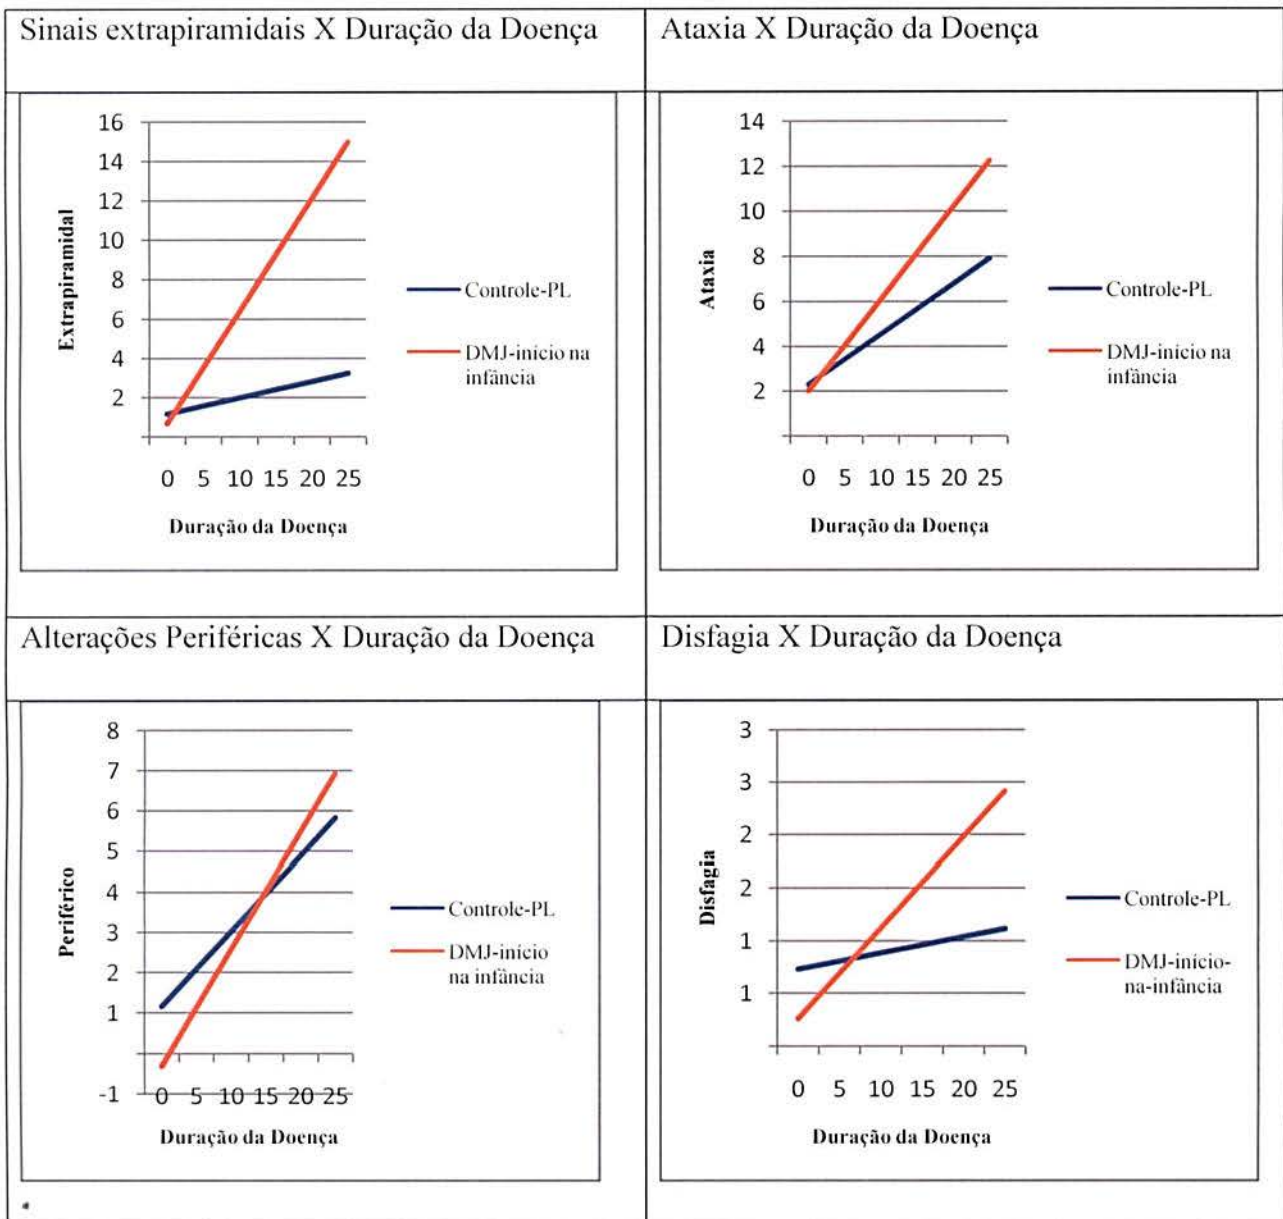 Sinais extrapiramidais X Duração da Doença
16
14
12
10
8
6
4
2
Extrapiramidal
0 5 10 15 20 25
Duração da Doença
Controle-PL
DMJ-início na
infância
Ataxia X Duração da Doença
14
12
10
8
6
4
2
Ataxia
0 5 10 15 20 25
Duração da Doença
Controle-PL
DMJ-início na
infância
Alterações Periféricas X Duração da Doença
8
7
6
5
4
3
2
1
-1
Periférico
0 5 10 15 20 25
Duração da Doença
Controle-PL
DMJ-início
na infância
Disfagia X Duração da Doença
3
3
2
2
1
1
Disfagia
0 5 10 15 20 25
Duração da Doença
Controle-PL
DMJ-início-
na-infância